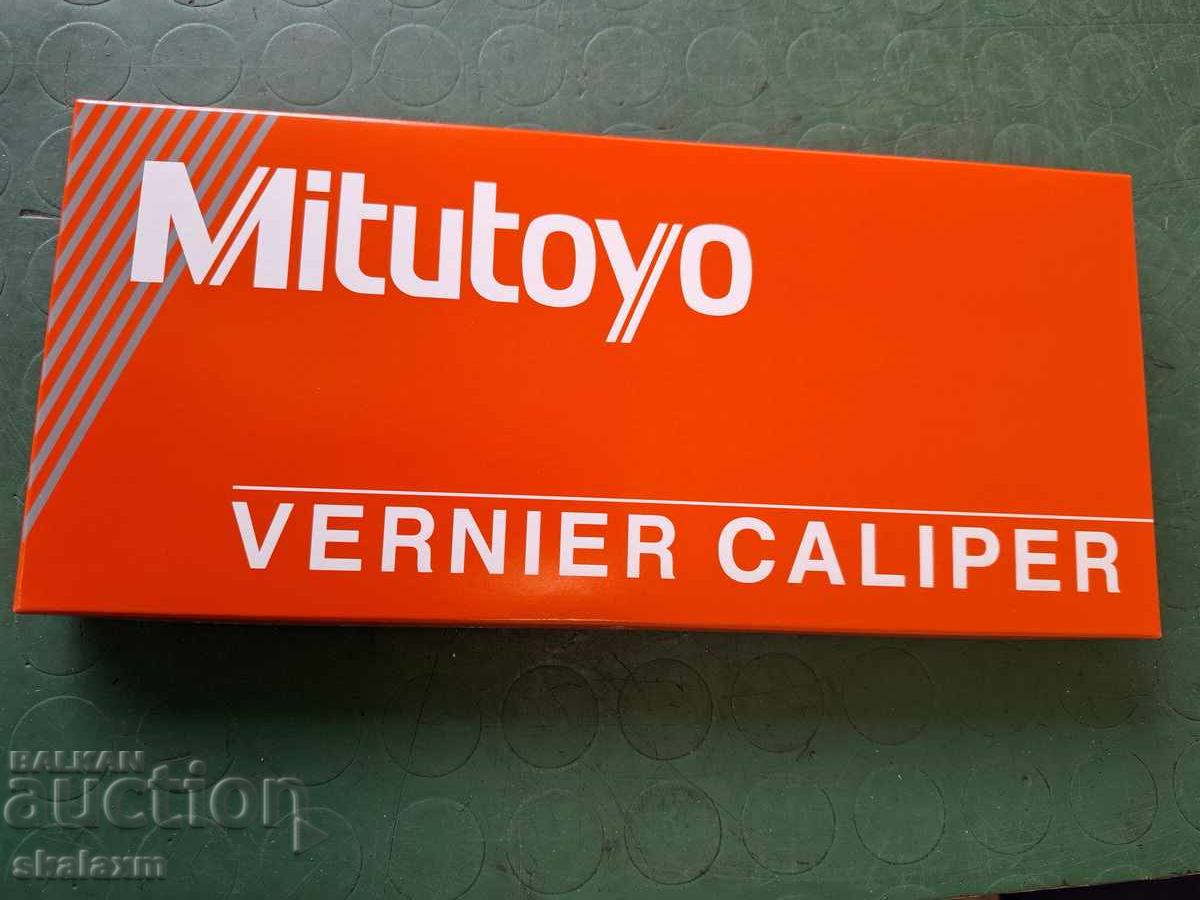 Mitutoyo
VERNIER CALIPER
BALKAN
auction
skalaxm